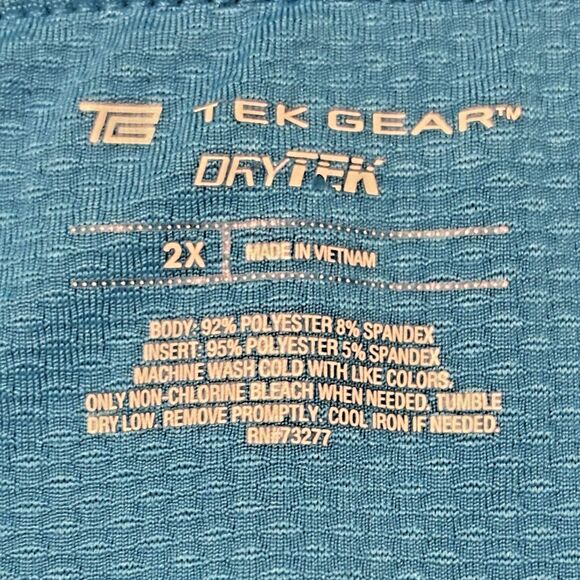 TG TEK GEAR™
DRYTEK
2X MADE IN VIETNAM
BODY: 92% POLYESTER 8% SPANDEX
INSERT: 95% POLYESTER 5% SPANDEX
MACHINE WASH COLD WITH LIKE COLORS.
ONLY NON-CHLORINE BLEACH WHEN NEEDED, TUMBLE
DRY LOW. REMOVE PROMPTLY. COOL IRON IF NEEDED.
RN#73277